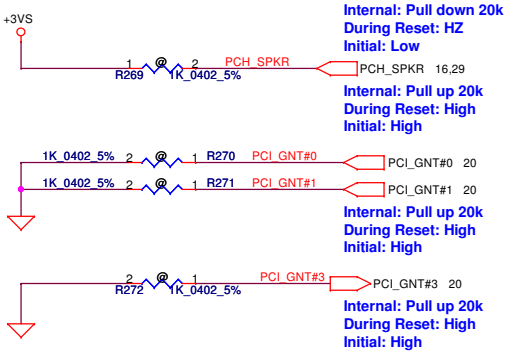 Internal: Pull down 20k
During Reset: HZ
Initial: Low
+3VS
1 @ 2 PCH_SPKR
R269 1K_0402_5%
PCH_SPKR 16,29
Internal: Pull up 20k
During Reset: High
Initial: High
1K_0402_5% 2 @ 1 R270 PCI_GNT#0
PCI_GNT#0 20
1K_0402_5% 2 @ 1 R271 PCI_GNT#1
PCI_GNT#1 20
Internal: Pull up 20k
During Reset: High
Initial: High
2 @ 1 PCI_GNT#3
R272 1K_0402_5%
PCI_GNT#3 20
Internal: Pull up 20k
During Reset: High
Initial: High